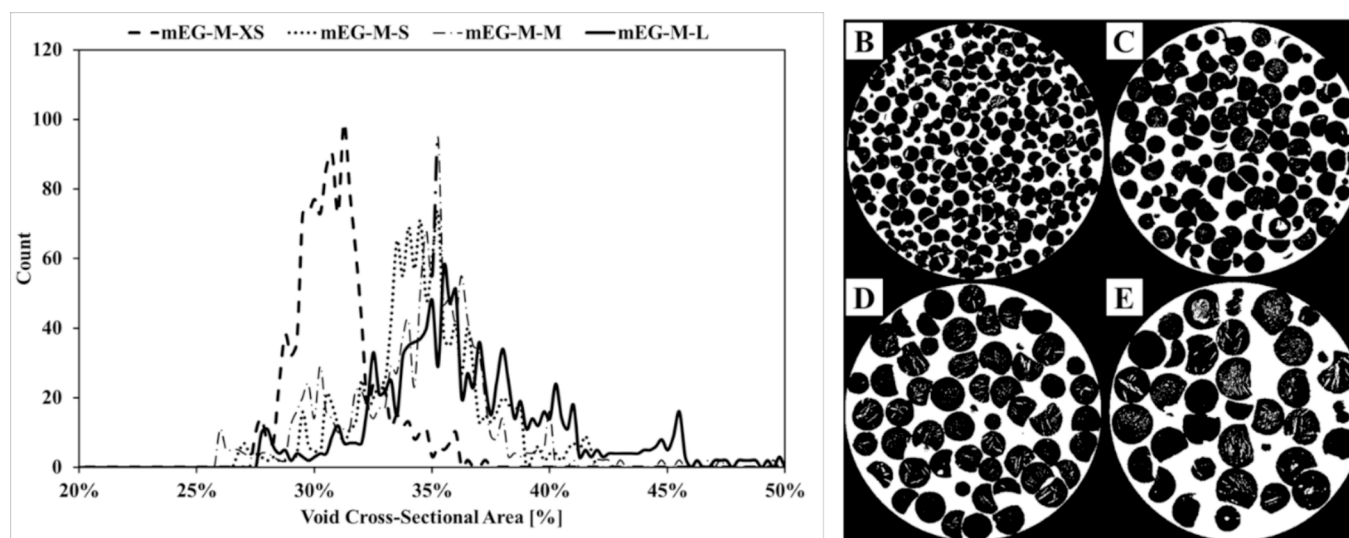 mEG-M-XS mEG-M-S mEG-M-M mEG-M-L
120
100
80
60
40
20
0
Count
20% 25% 30% 35% 40% 45% 50%
Void Cross-Sectional Area [%]
B C
D E